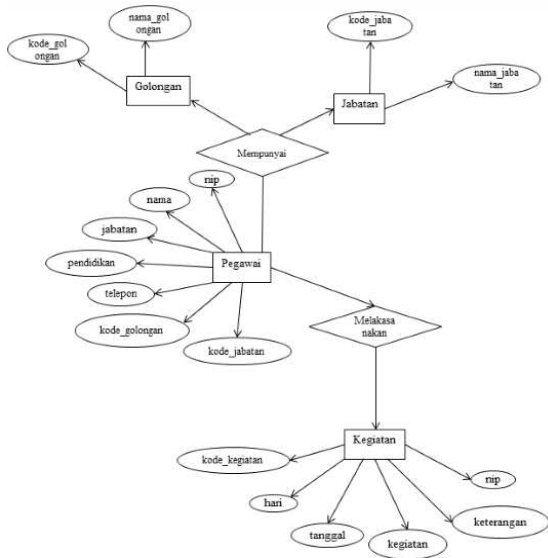 nama_gol
ongan
kode_jaba
tan
kode_gol
ongan
nama_jaba
tan
Golongan
Jabatan
Mempunyai
nip
nama
jabatan
pendidikan
Pegawai
telepon
kode_golongan
kode_jabatan
Melakasa
nakan
Kegiatan
kode_kegiatan
nip
hari
keterangan
tanggal
kegiatan